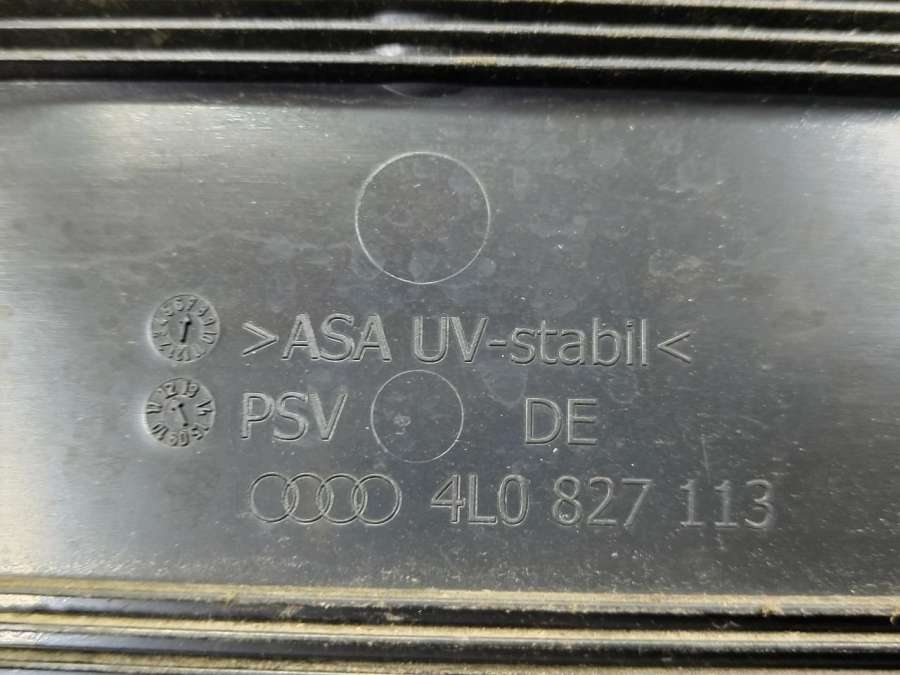 >ASA UV-stabil<
PSV DE
4L0 827 113